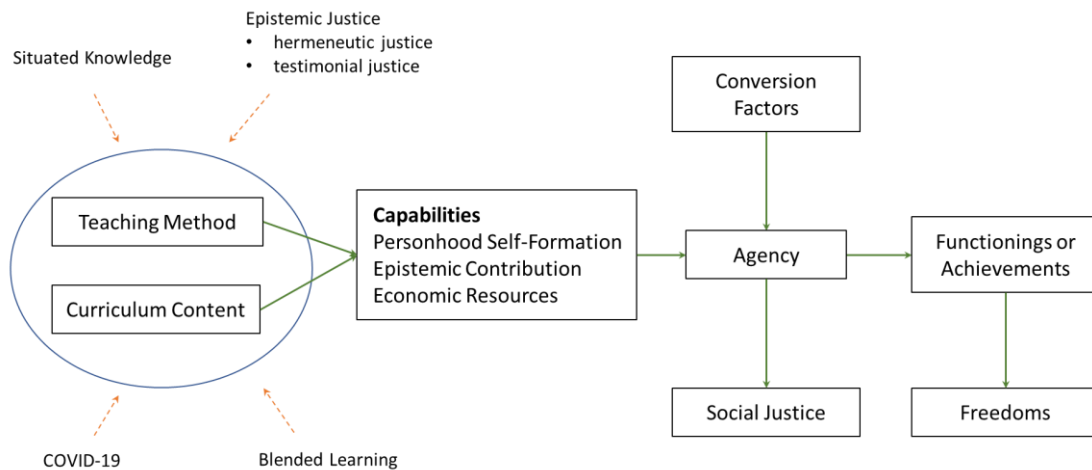 Epistemic Justice
• hermeneutic justice
• testimonial justice
Situated Knowledge
Conversion
Factors
Teaching Method
Curriculum Content
Capabilities
Personhood Self-Formation
Epistemic Contribution
Economic Resources
Agency
Functionings or
Achievements
Social Justice
Freedoms
COVID-19
Blended Learning